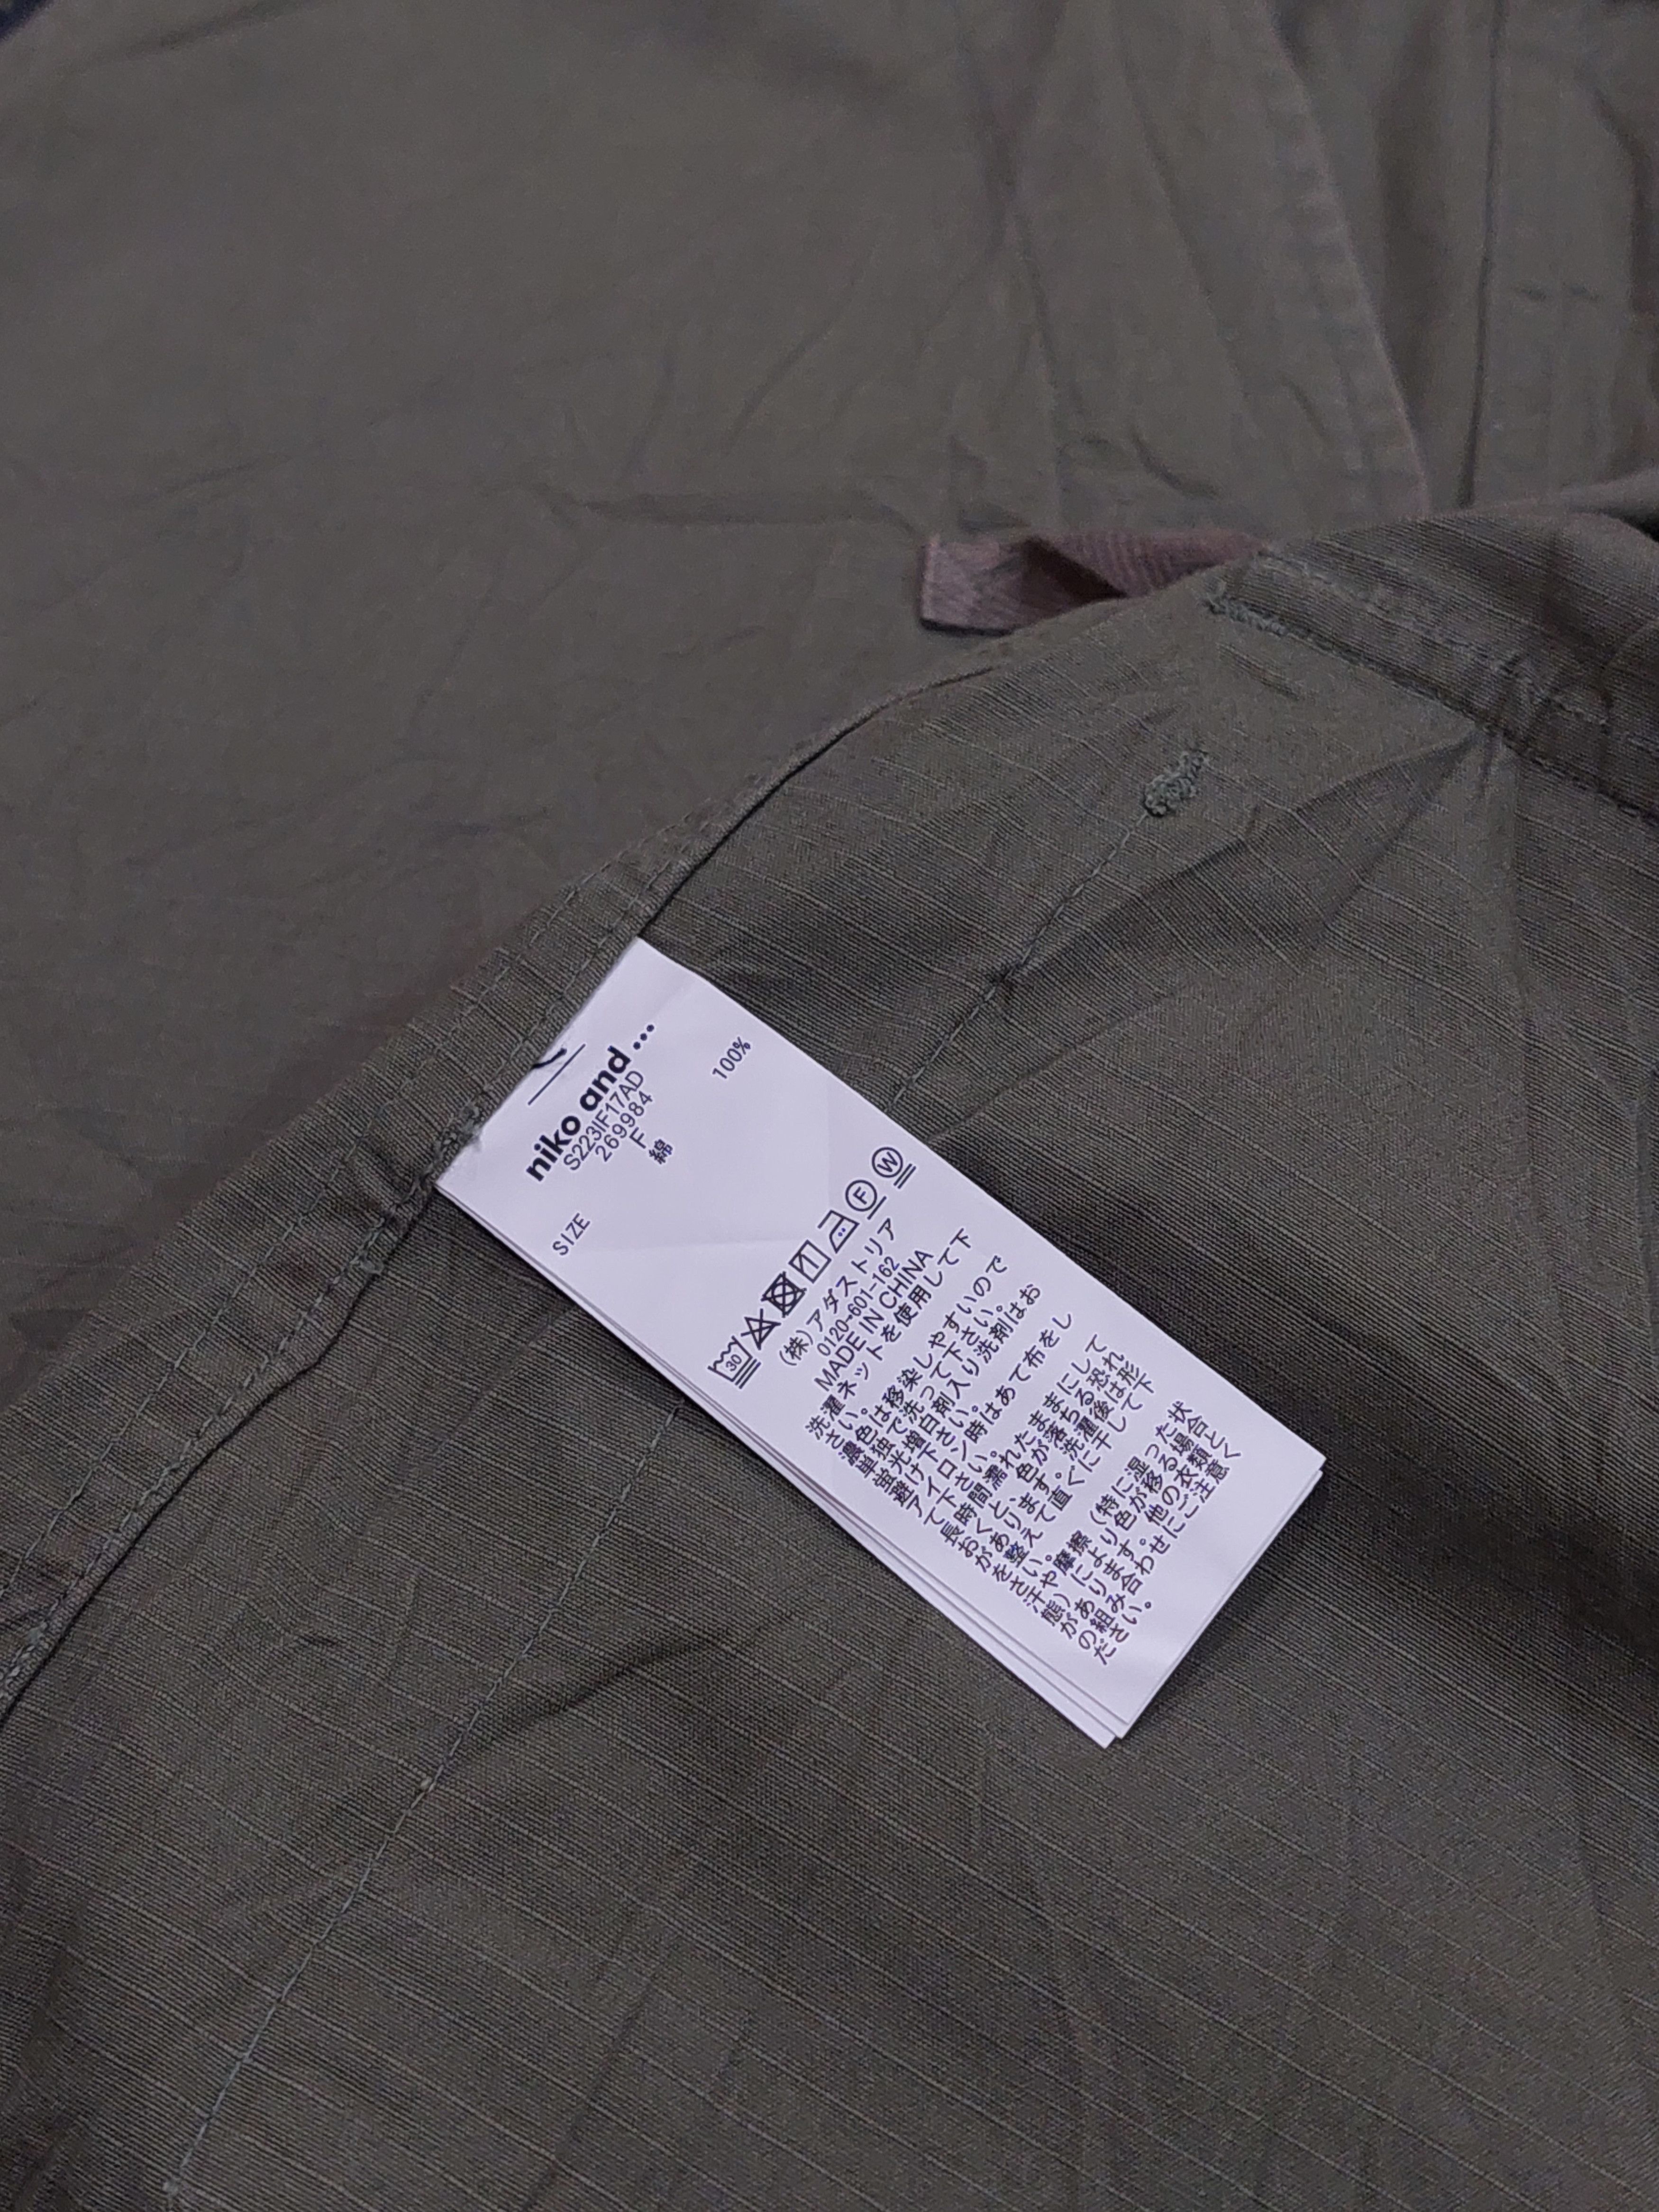 niko and ...
S223IF17AD
269984
SIZE F
綿 100%
30 F W
(株)アダストリア
0120-601-162
MADE IN CHINA
洗濯ネットを使用して下
さい。
濃色は移染しやすいので
単独で洗って下さい。
蛍光増白剤入り洗剤はお
避け下さい。
アイロン時はあて布をし
て下さい。
長時間濡れたままにして
おくと色が落ちる恐れ
があります。洗濯後は形
を整えて直ぐに干して下
さい。
汗や摩擦(特に湿った状
態)により色が移る場合
があります。他の衣類と
の組み合わせにご注意く
ださい。